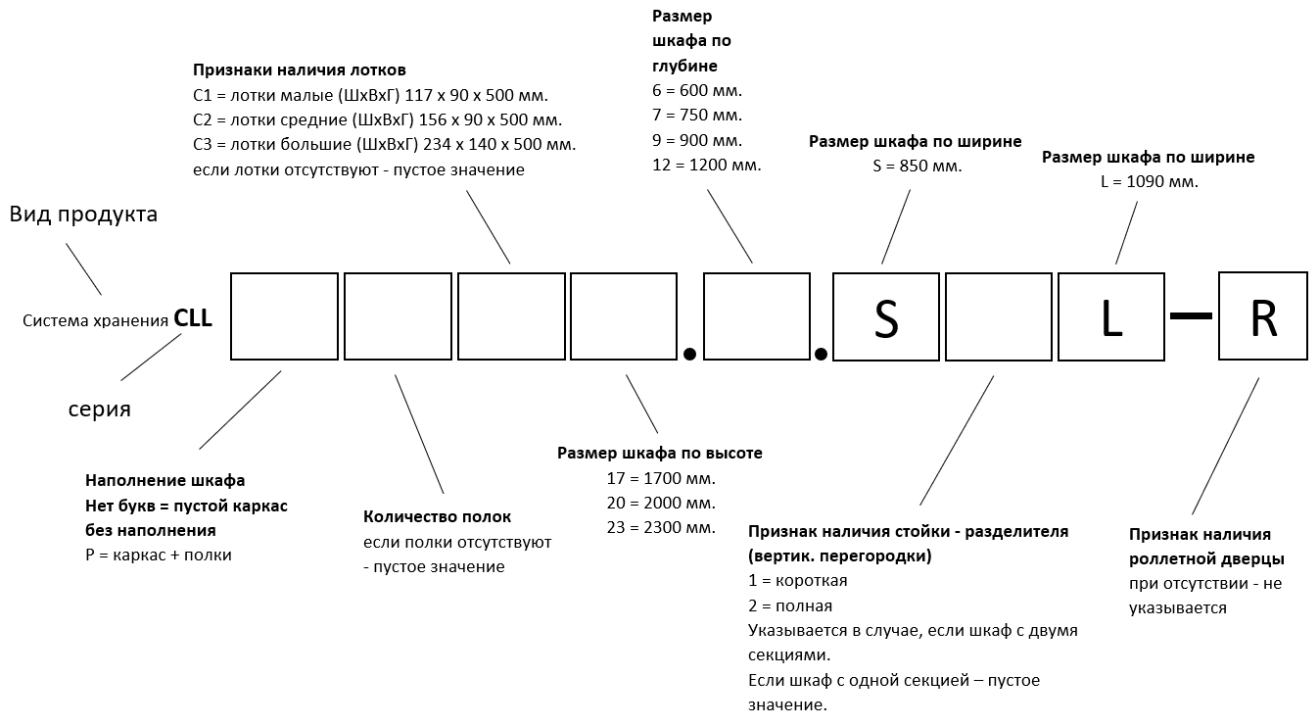 Размер
шкафа по
глубине
6 = 600 мм.
7 = 750 мм.
9 = 900 мм.
12 = 1200 мм.
Признаки наличия лотков
С1 = лотки малые (ШхВхГ) 117 х 90 х 500 мм.
С2 = лотки средние (ШхВхГ) 156 х 90 х 500 мм.
С3 = лотки большие (ШхВхГ) 234 х 140 х 500 мм.
если лотки отсутствуют - пустое значение
Размер шкафа по ширине
S = 850 мм.
Размер шкафа по ширине
L = 1090 мм.
Вид продукта
Система хранения CLL . . S L — R
серия
Наполнение шкафа
Нет букв = пустой каркас
без наполнения
Р = каркас + полки
Количество полок
если полки отсутствуют
- пустое значение
Размер шкафа по высоте
17 = 1700 мм.
20 = 2000 мм.
23 = 2300 мм.
Признак наличия стойки - разделителя
(вертик. перегородки)
1 = короткая
2 = полная
Указывается в случае, если шкаф с двумя
секциями.
Если шкаф с одной секцией – пустое
значение.
Признак наличия
роллетной дверцы
при отсутствии - не
указывается